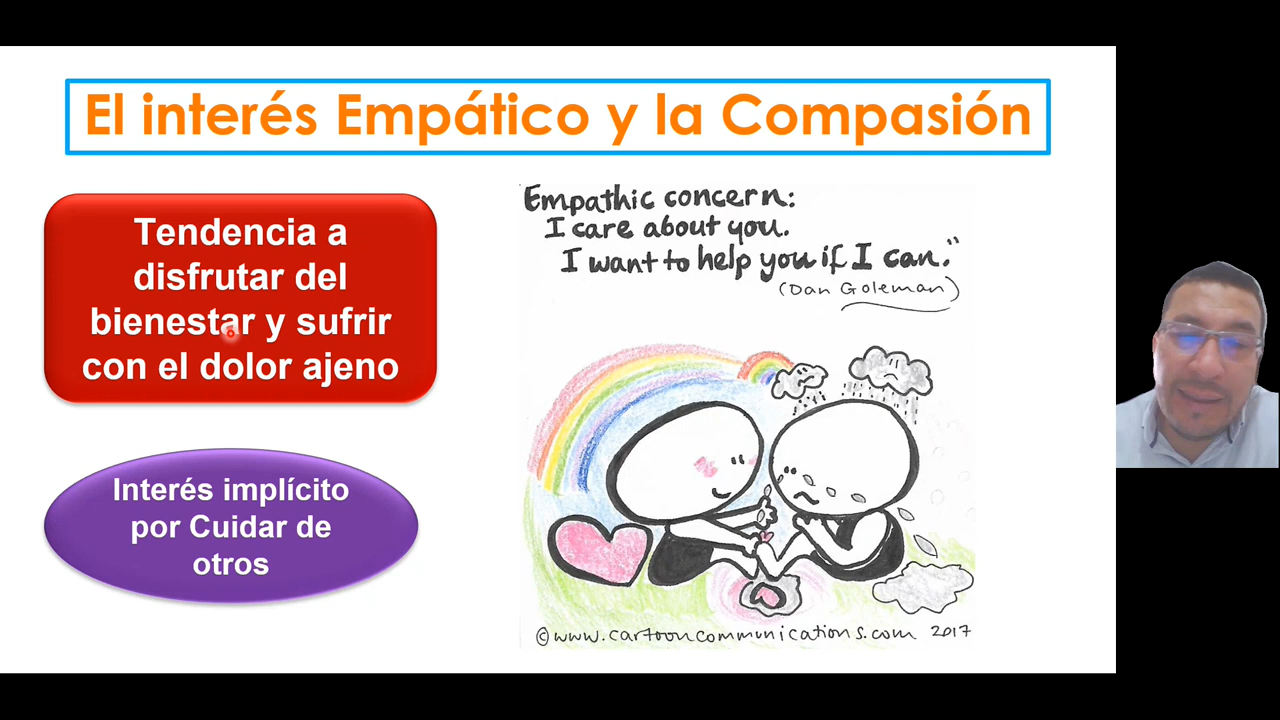 El interés Empático y la Compasión
Tendencia a
disfrutar del
bienestar y sufrir
con el dolor ajeno
Interés implícito
por Cuidar de
otros
Empathic concern:
I care about you.
I want to help you if I can."
(Dan Goleman)
©www.cartooncommunications.com 2017